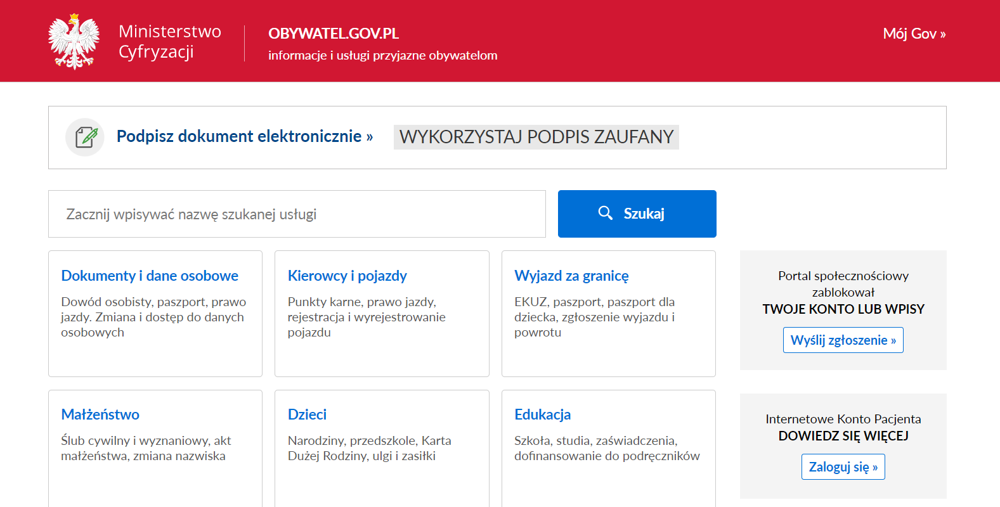 Ministerstwo
Cyfryzacji
OBYWATEL.GOV.PL
informacje i usługi przyjazne obywatelom
Mój Gov »
Podpisz dokument elektronicznie »
WYKORZYSTAJ PODPIS ZAUFANY
Zacznij wpisywać nazwę szukanej usługi
Szukaj
Dokumenty i dane osobowe
Dowód osobisty, paszport, prawo
jazdy. Zmiana i dostęp do danych
osobowych
Kierowcy i pojazdy
Punkty karne, prawo jazdy,
rejestracja i wyrejestrowanie
pojazdu
Wyjazd za granicę
EKUZ, paszport, paszport dla
dziecka, zgłoszenie wyjazdu i
powrotu
Portal społecznościowy
zablokował
TWOJE KONTO LUB WPISY
Wyślij zgłoszenie »
Małżeństwo
Ślub cywilny i wyznaniowy, akt
małżeństwa, zmiana nazwiska
Dzieci
Narodziny, przedszkole, Karta
Dużej Rodziny, ulgi i zasiłki
Edukacja
Szkoła, studia, zaświadczenia,
dofinansowanie do podręczników
Internetowe Konto Pacjenta
DOWIEDZ SIĘ WIĘCEJ
Zaloguj się »